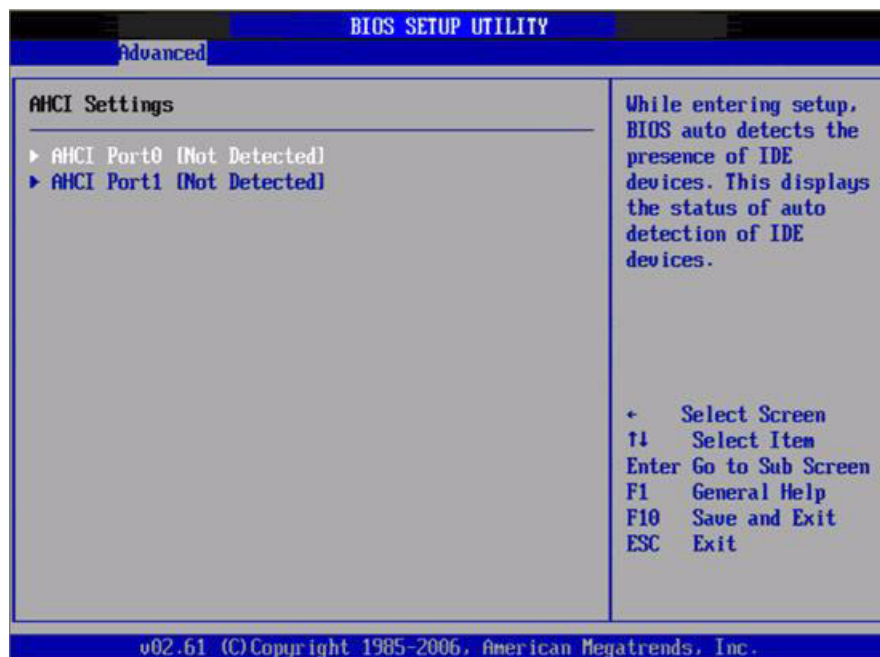 BIOS SETUP UTILITY
Advanced
AHCI Settings
▶ AHCI Port0 [Not Detected]
▶ AHCI Port1 [Not Detected]
While entering setup,
BIOS auto detects the
presence of IDE
devices. This displays
the status of auto
detection of IDE
devices.
← Select Screen
↑↓ Select Item
Enter Go to Sub Screen
F1 General Help
F10 Save and Exit
ESC Exit
v02.61 (C)Copyright 1985-2006, American Megatrends, Inc.